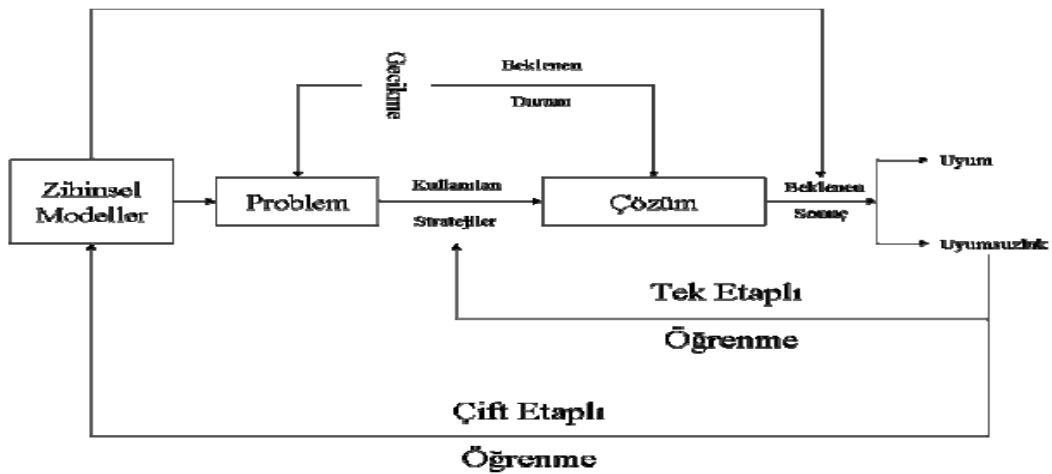 Gecikme
Beklenen
Durum
Zihinsel
Modeller
Problem
Kullanılan
Stratejiler
Çözüm
Beklenen
Sonuç
Uyum
Uyumsuzluk
Tek Etaplı
Öğrenme
Çift Etaplı
Öğrenme